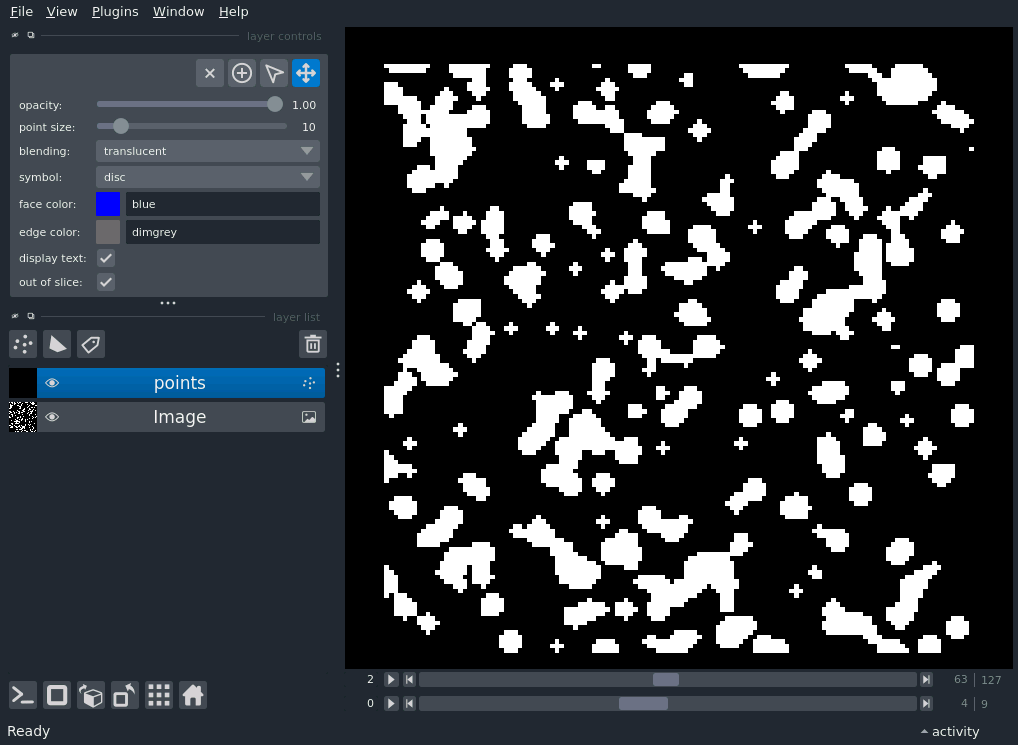 File View Plugins Window Help
layer controls
opacity: 1.00
point size: 10
blending: translucent
symbol: disc
face color: blue
edge color: dimgrey
display text:
out of slice:
layer list
points
Image
2 63 127
0 4 9
Ready activity